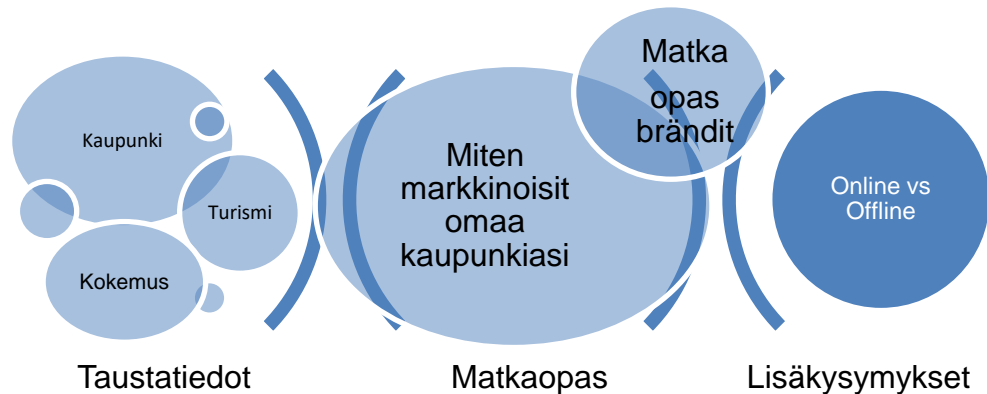 Kaupunki
Turismi
Kokemus
Taustatiedot
Miten
markkinoisit
omaa
kaupunkiasi
Matka
opas
brändit
Matkaopas
Online vs
Offline
Lisäkysymykset